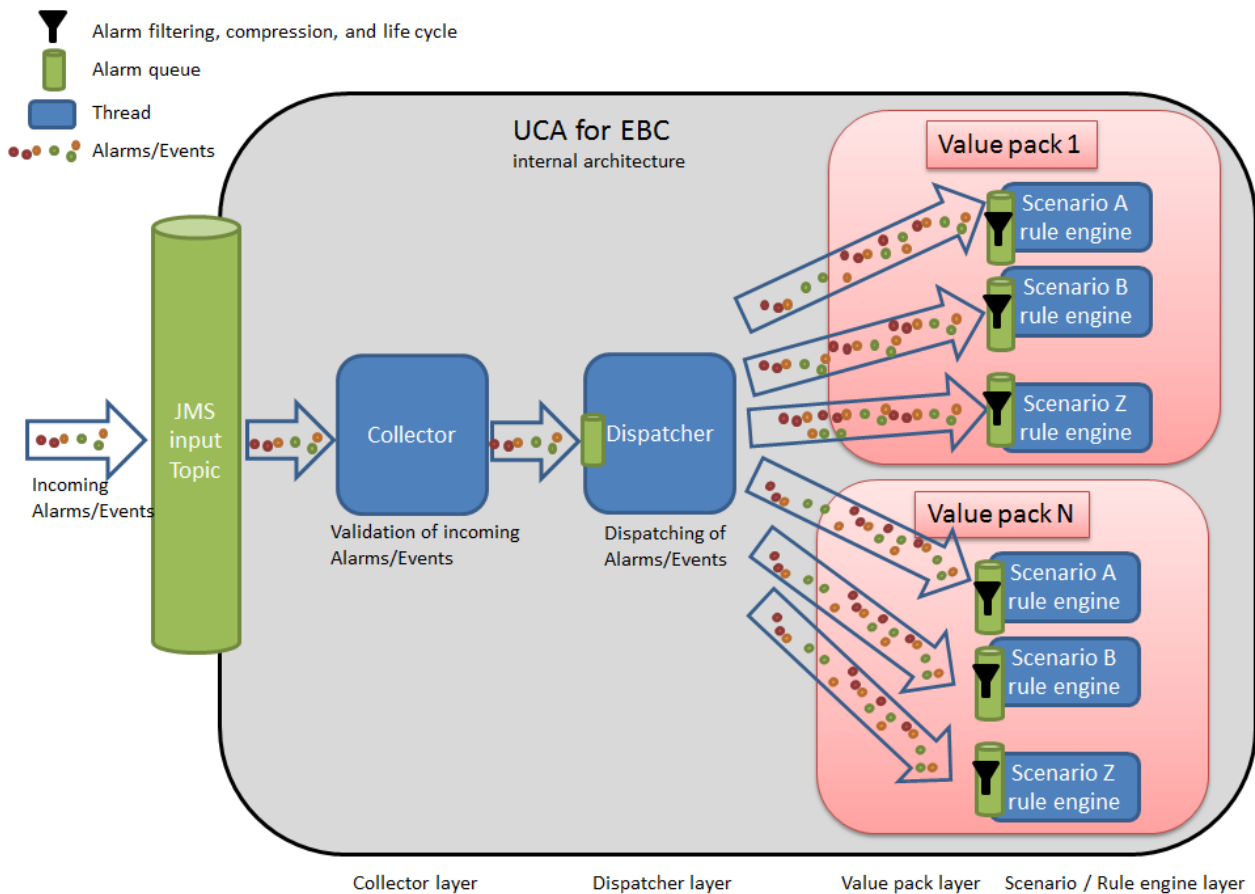 Alarm filtering, compression, and life cycle
Alarm queue
Thread
Alarms/Events
UCA for EBC
internal architecture
Value pack 1
Scenario A
rule engine
Scenario B
rule engine
Scenario Z
rule engine
JMS
input
Topic
Collector
Dispatcher
Incoming
Alarms/Events
Validation of incoming
Alarms/Events
Dispatching of
Alarms/Events
Value pack N
Scenario A
rule engine
Scenario B
rule engine
Scenario Z
rule engine
Collector layer
Dispatcher layer
Value pack layer
Scenario / Rule engine layer